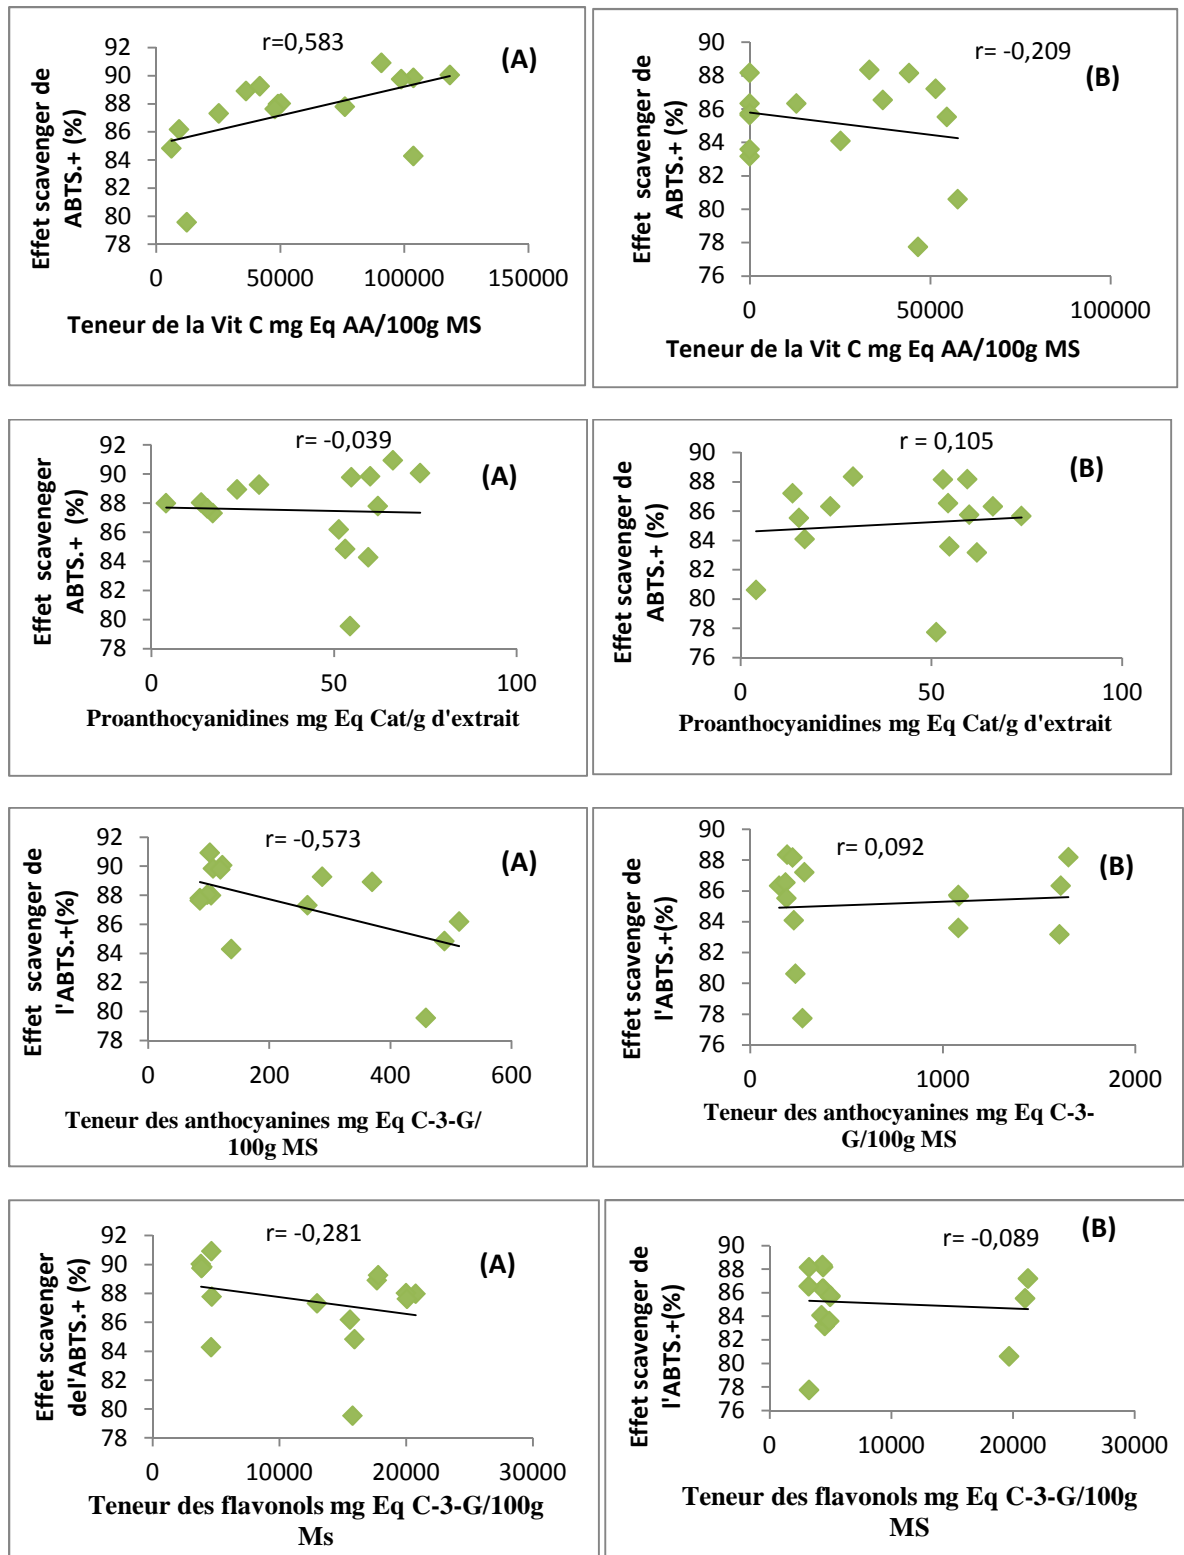 r=0,583
(A)
Effet scavenger de
ABTS.+ (%)
92
90
88
86
84
82
80
78
0 50000 100000 150000
Teneur de la Vit C mg Eq AA/100g MS
r= -0,209
(B)
Effet scavenger de
ABTS.+ (%)
90
88
86
84
82
80
78
76
0 50000 100000
Teneur de la Vit C mg Eq AA/100g MS
r= -0,039
(A)
Effet scaveneger
ABTS.+ (%)
92
90
88
86
84
82
80
78
0 50 100
Proanthocyanidines mg Eq Cat/g d'extrait
r = 0,105
(B)
Effet scavenger de
ABTS.+ (%)
90
88
86
84
82
80
78
76
0 50 100
Proanthocyanidines mg Eq Cat/g d'extrait
r= -0,573
(A)
Effet scavenger de
l'ABTS.+(%)
92
90
88
86
84
82
80
78
0 200 400 600
Teneur des anthocyanines mg Eq C-3-G/
100g MS
r= 0,092
(B)
Effet scavenger de
l'ABTS.+(%)
90
88
86
84
82
80
78
76
0 1000 2000
Teneur des anthocyanines mg Eq C-3-
G/100g MS
r= -0,281
(A)
Effet scavenger
del'ABTS.+ (%)
92
90
88
86
84
82
80
78
0 10000 20000 30000
Teneur des flavonols mg Eq C-3-G/100g
Ms
r= -0,089
(B)
Effet scavenger de
l'ABTS.+(%)
90
88
86
84
82
80
78
76
0 10000 20000 30000
Teneur des flavonols mg Eq C-3-G/100g
MS